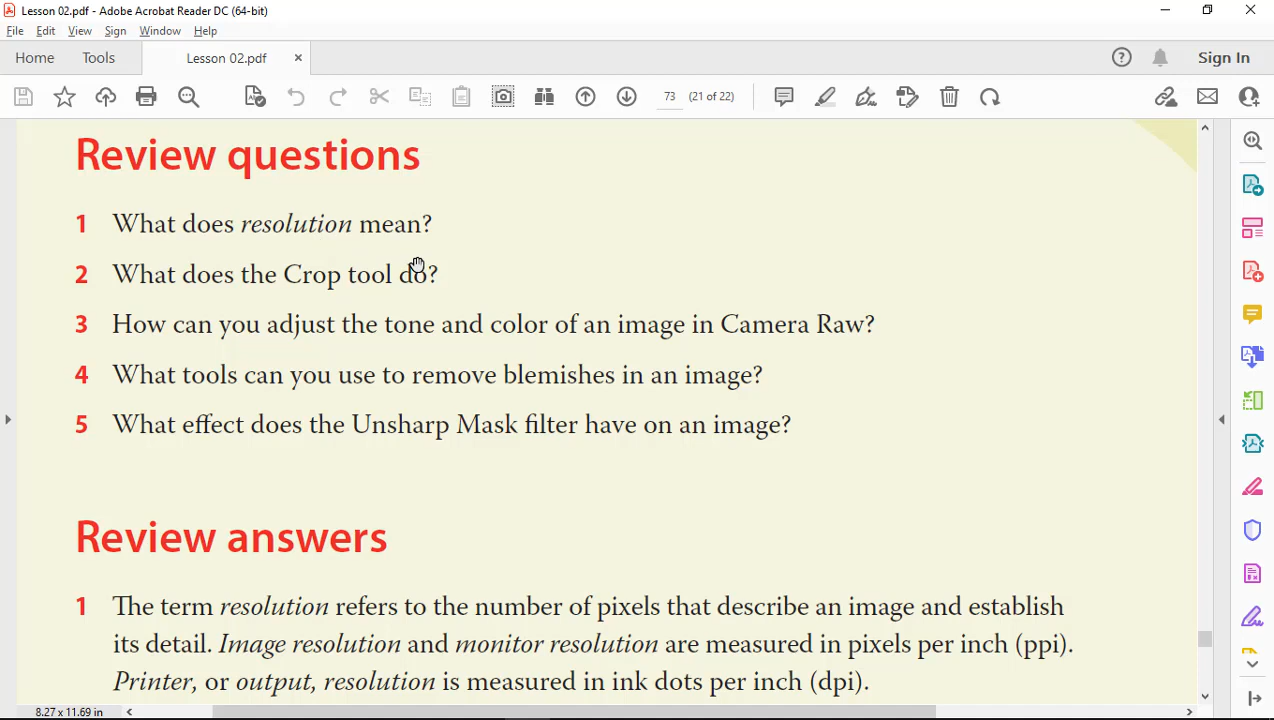 Lesson 02.pdf - Adobe Acrobat Reader DC (64-bit)
File Edit View Sign Window Help
Home Tools Lesson 02.pdf × Sign In
73 (21 of 22)
Review questions
1 What does resolution mean?
2 What does the Crop tool do?
3 How can you adjust the tone and color of an image in Camera Raw?
4 What tools can you use to remove blemishes in an image?
5 What effect does the Unsharp Mask filter have on an image?
Review answers
1 The term resolution refers to the number of pixels that describe an image and establish
its detail. Image resolution and monitor resolution are measured in pixels per inch (ppi).
Printer, or output, resolution is measured in ink dots per inch (dpi).
8.27 x 11.69 in